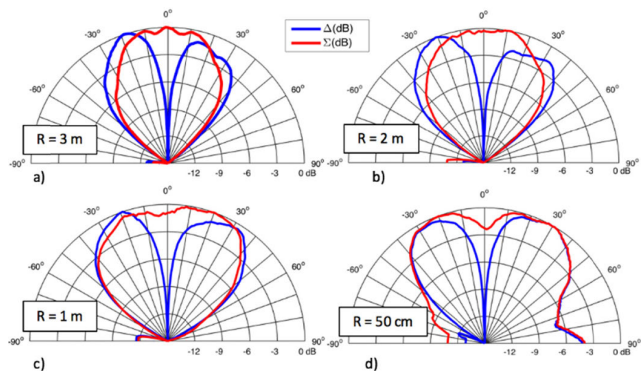 0° 0°
-30° 30° Δ(dB) -30° 30°
Σ(dB)
-60° 60° -60° 60°
R = 3 m R = 2 m
-90° 90° -90° 90°
-12 -9 -6 -3 0 dB -12 -9 -6 -3 0 dB
a) b)
0° 0°
-30° 30° -30° 30°
60° 60°
R = 1 m R = 50 cm
-90° 90° -90° 90°
-12 -9 -6 -3 0 dB -12 -9 -6 -3 0 dB
c) d)